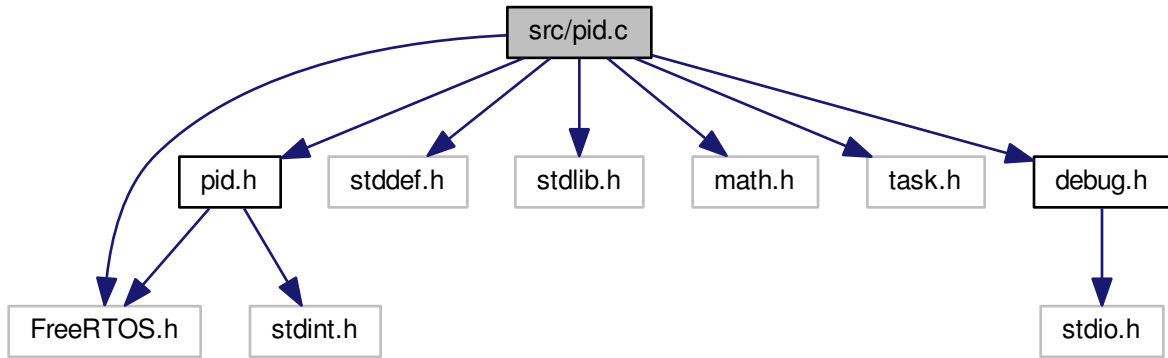 src/pid.c
pid.h
stddef.h
stdlib.h
math.h
task.h
debug.h
FreeRTOS.h
stdint.h
stdio.h